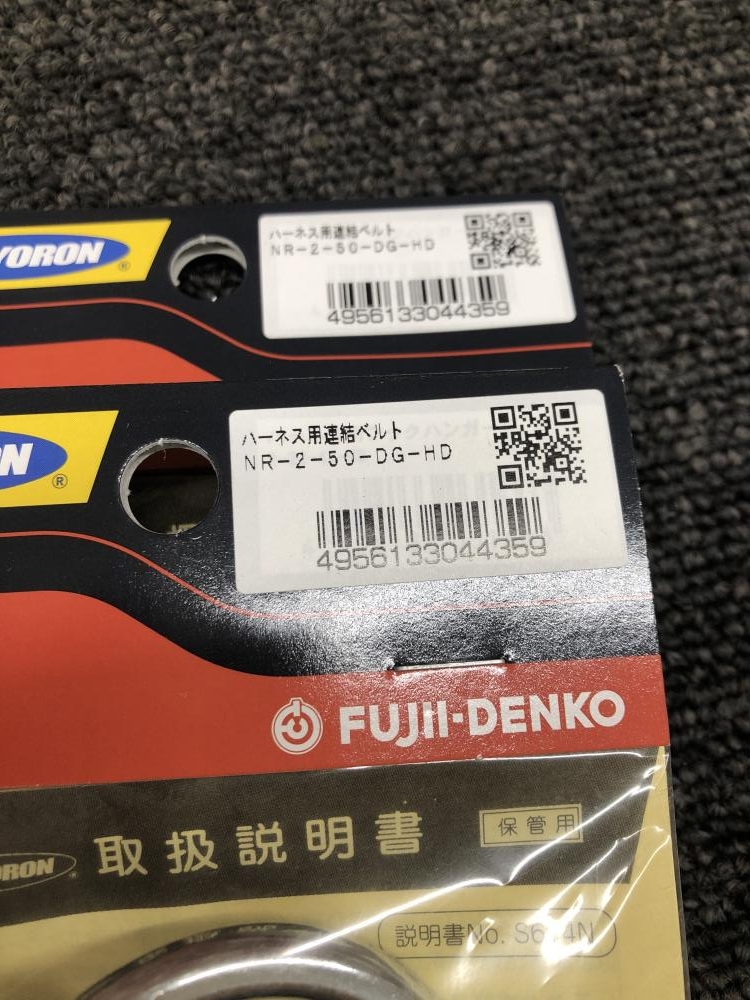 YORON
®
ハーネス用連結ベルト
NR-2-50-DG-HD
4956133044359
ON
®
ハーネス用連結ベルト
NR-2-50-DG-HD
4956133044359
FUJII-DENKO
RON
取扱説明書
保管用
説明書No.